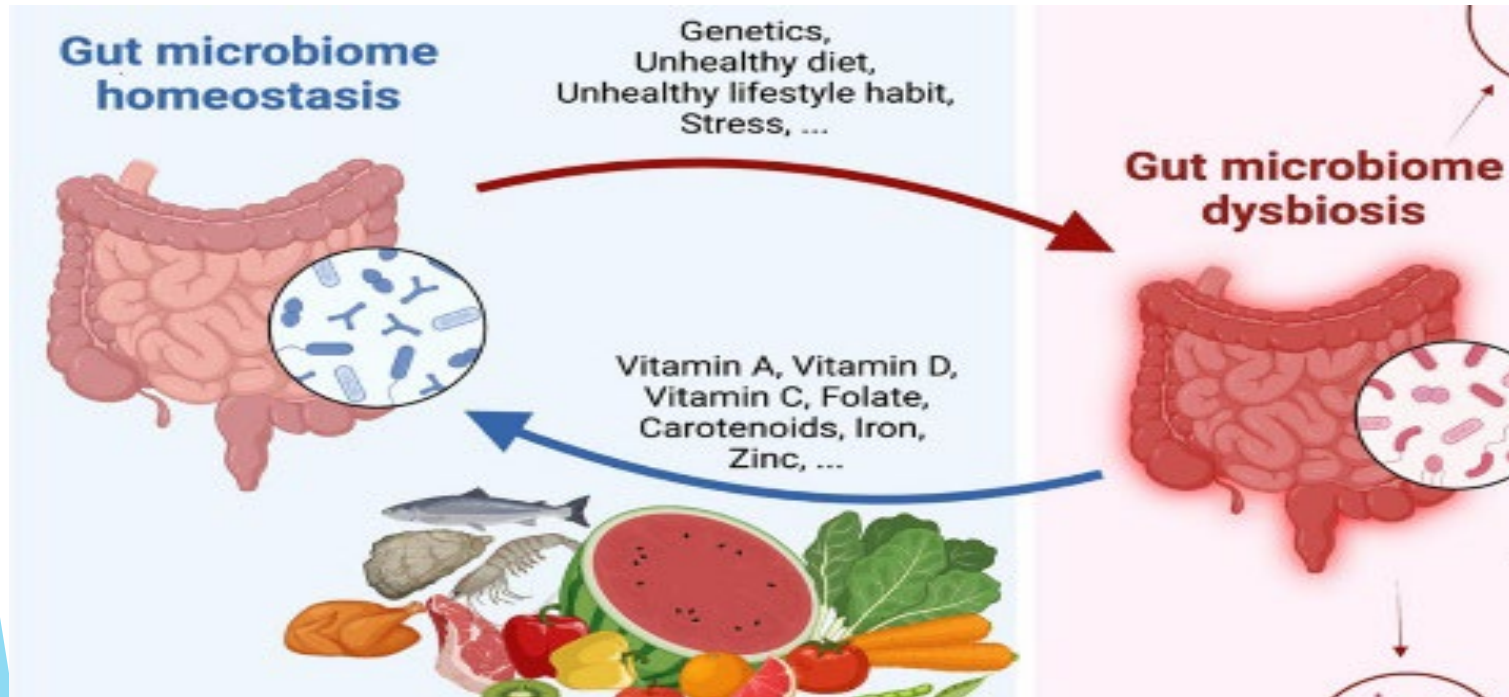 Gut microbiome
homeostasis
Genetics,
Unhealthy diet,
Unhealthy lifestyle habit,
Stress, ...
Gut microbiome
dysbiosis
Vitamin A, Vitamin D,
Vitamin C, Folate,
Carotenoids, Iron,
Zinc, ...